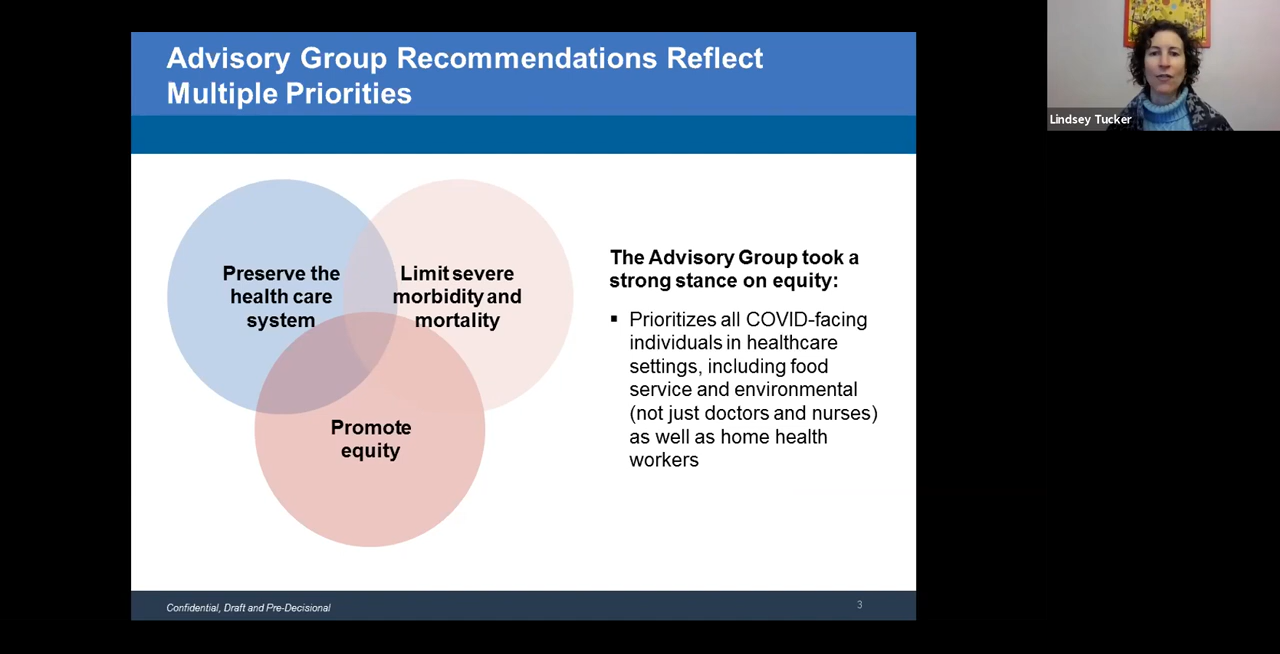 Advisory Group Recommendations Reflect
Multiple Priorities
Lindsey Tucker
Preserve the
health care
system
Limit severe
morbidity and
mortality
Promote
equity
The Advisory Group took a
strong stance on equity:
▪ Prioritizes all COVID-facing
individuals in healthcare
settings, including food
service and environmental
(not just doctors and nurses)
as well as home health
workers
Confidential, Draft and Pre-Decisional
3